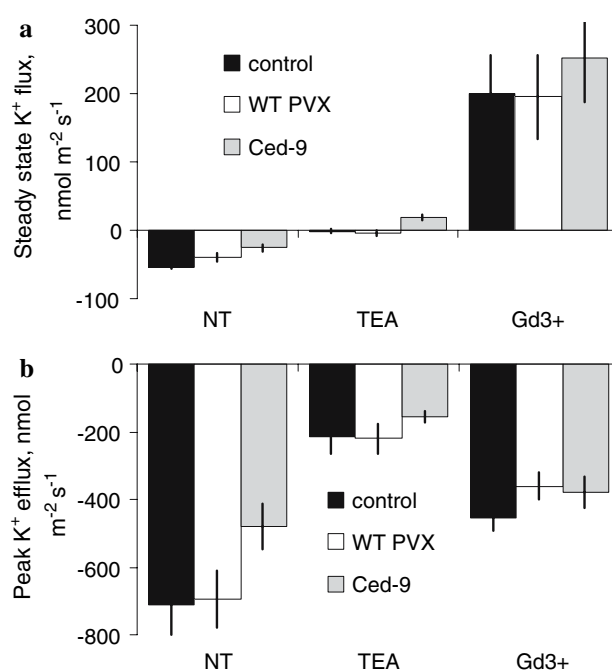 a
Steady state K⁺ flux,
nmol m⁻² s⁻¹
300
200
100
0
-100
control
WT PVX
Ced-9
NT TEA Gd3+
b
Peak K⁺ efflux, nmol
m⁻² s⁻¹
0
-200
-400
-600
-800
control
WT PVX
Ced-9
NT TEA Gd3+